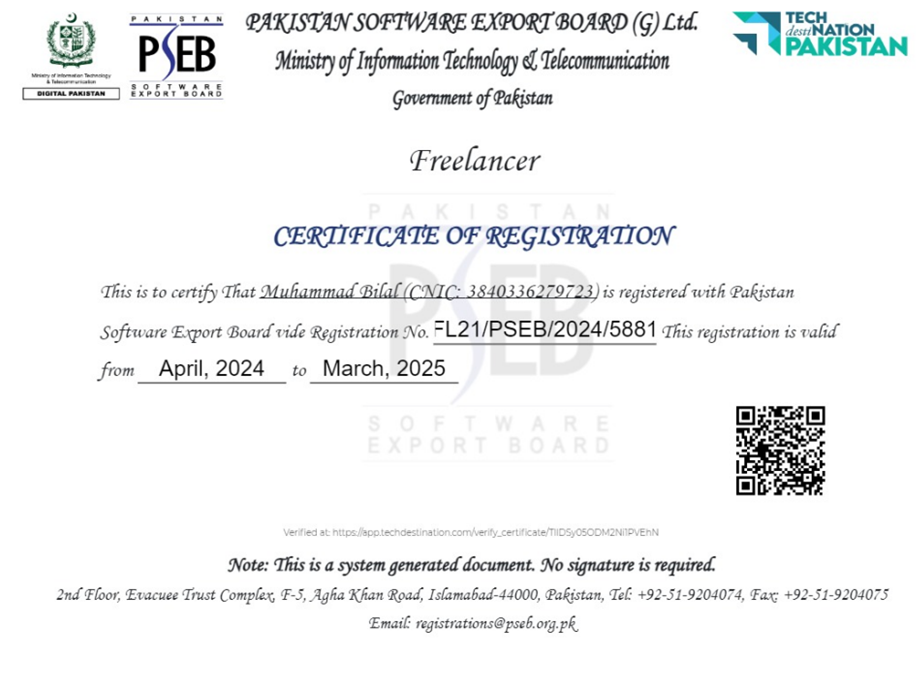 Ministry of Information Technology
& Telecommunication
DIGITAL PAKISTAN
PAKISTAN
PSEB
SOFTWARE
EXPORT BOARD
PAKISTAN SOFTWARE EXPORT BOARD (G) Ltd.
Ministry of Information Technology & Telecommunication
Government of Pakistan
TECH
destiNATION
PAKISTAN
Freelancer
PAKISTAN
CERTIFICATE OF REGISTRATION
PSEB
This is to certify That Muhammad Bilal (CNIC: 3840336279723) is registered with Pakistan
Software Export Board vide Registration No. FL21/PSEB/2024/5881 This registration is valid
from April, 2024 to March, 2025
SOFTWARE
EXPORT BOARD
Verified at: https://app.techdestination.com/verify_certificate/TlIDSy05ODM2Ni1PVEhN
Note: This is a system generated document. No signature is required.
2nd Floor, Evacuee Trust Complex, F-5, Agha Khan Road, Islamabad-44000, Pakistan, Tel: +92-51-9204074, Fax: +92-51-9204075
Email: registrations@pseb.org.pk